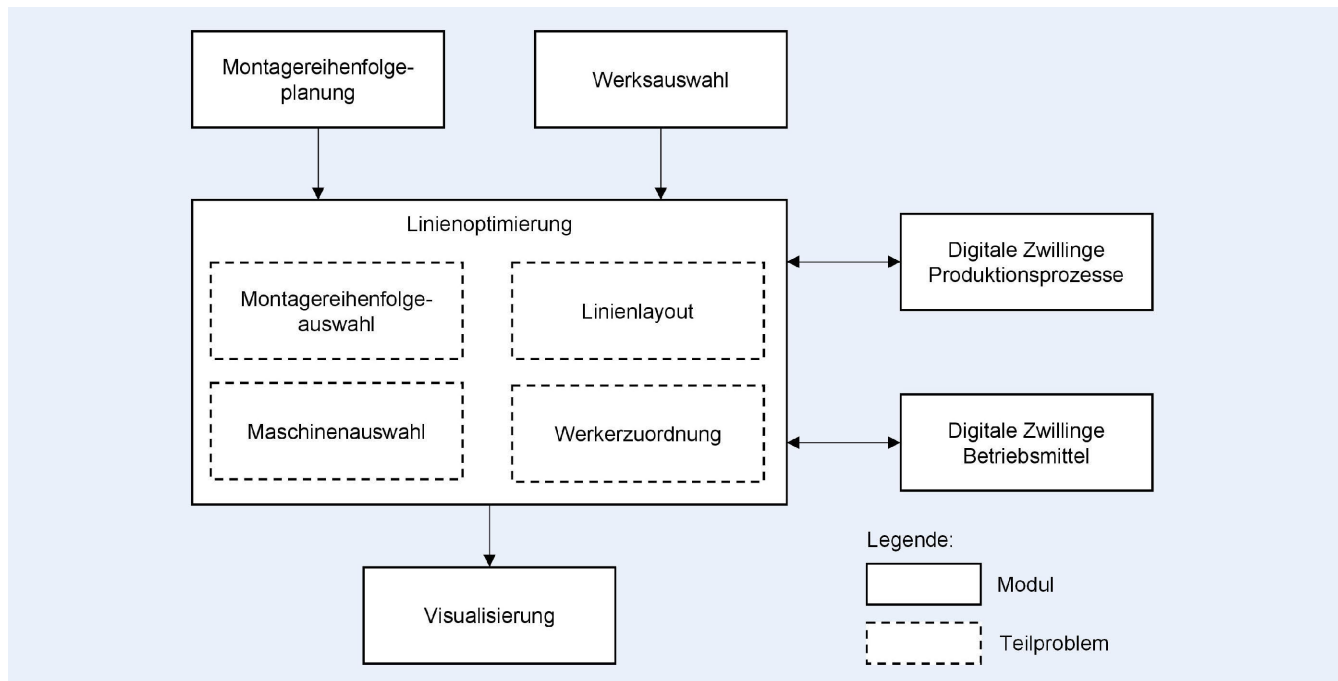 Montagereihenfolge-
planung
Werksauswahl
Linienoptimierung
Montagereihenfolge-
auswahl
Linienlayout
Maschinenauswahl
Werkerzuordnung
Digitale Zwillinge
Produktionsprozesse
Digitale Zwillinge
Betriebsmittel
Visualisierung
Legende:
Modul
Teilproblem